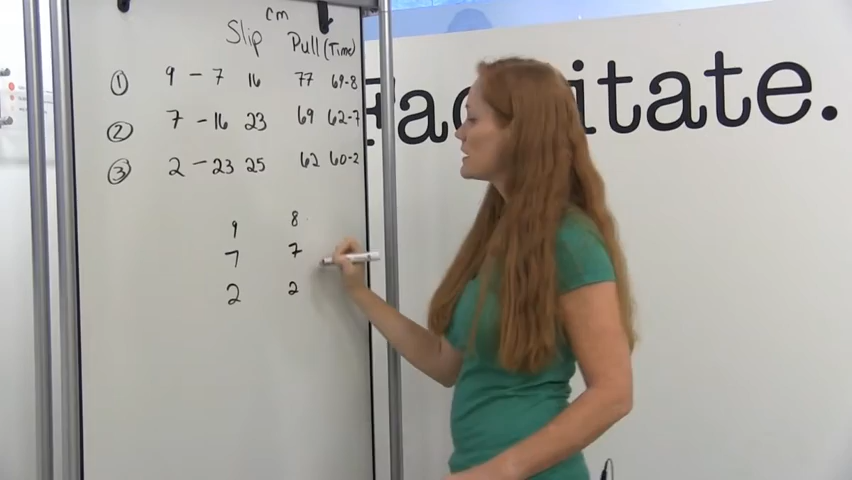 cm
Slip Pull (Time)
① 9 - 7 16 77 69-8
② 7 - 16 23 69 62-7
③ 2 - 23 25 62 60-2
9 8
7 7
2 2
Facilitate.